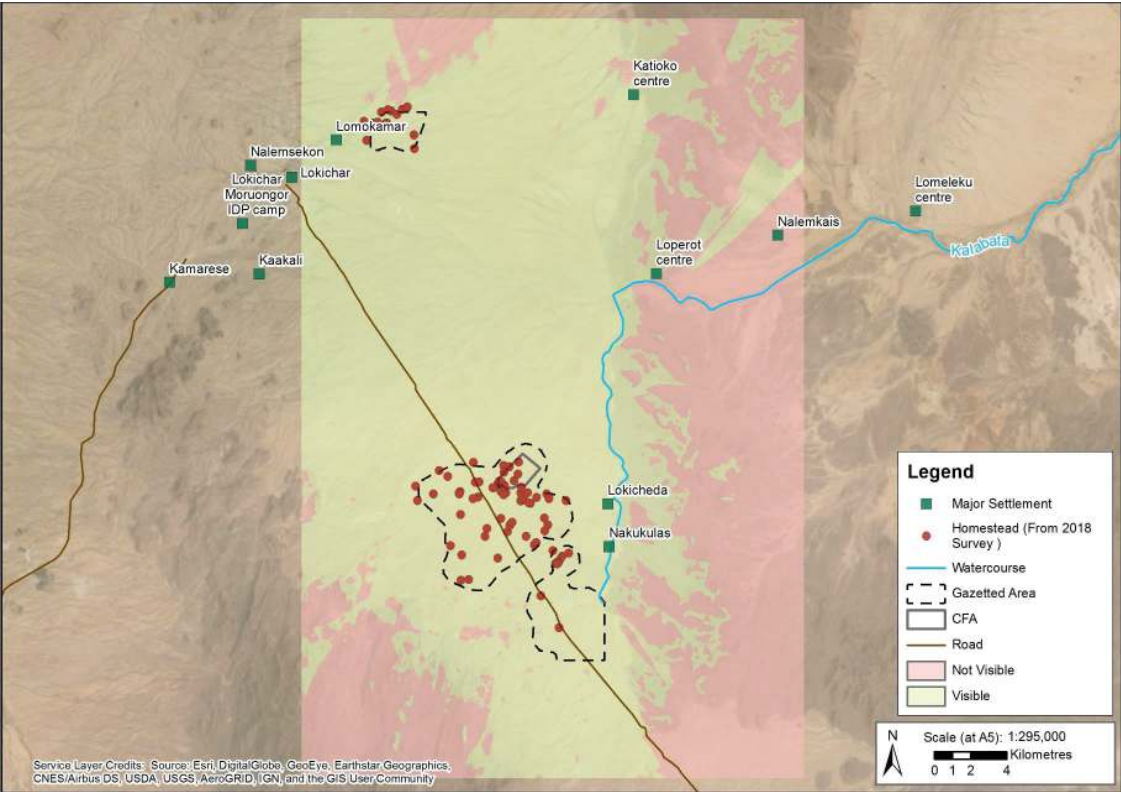 Katioko
centre
Lomokamar
Nalemsekon
Lokichar
Lokichar
Moruongor
IDP camp
Lomeleku
centre
Nalemkais
Kalabata
Loperot
centre
Kaakali
Kamarese
Lokicheda
Nakukulas
Legend
Major Settlement
Homestead (From 2018
Survey )
Watercourse
Gazetted Area
CFA
Road
Not Visible
Visible
N
Scale (at A5): 1:295,000
Kilometres
0 1 2 4
Service Layer Credits: Source: Esri, DigitalGlobe, GeoEye, Earthstar Geographics,
CNES/Airbus DS, USDA, USGS, AeroGRID, IGN, and the GIS User Community